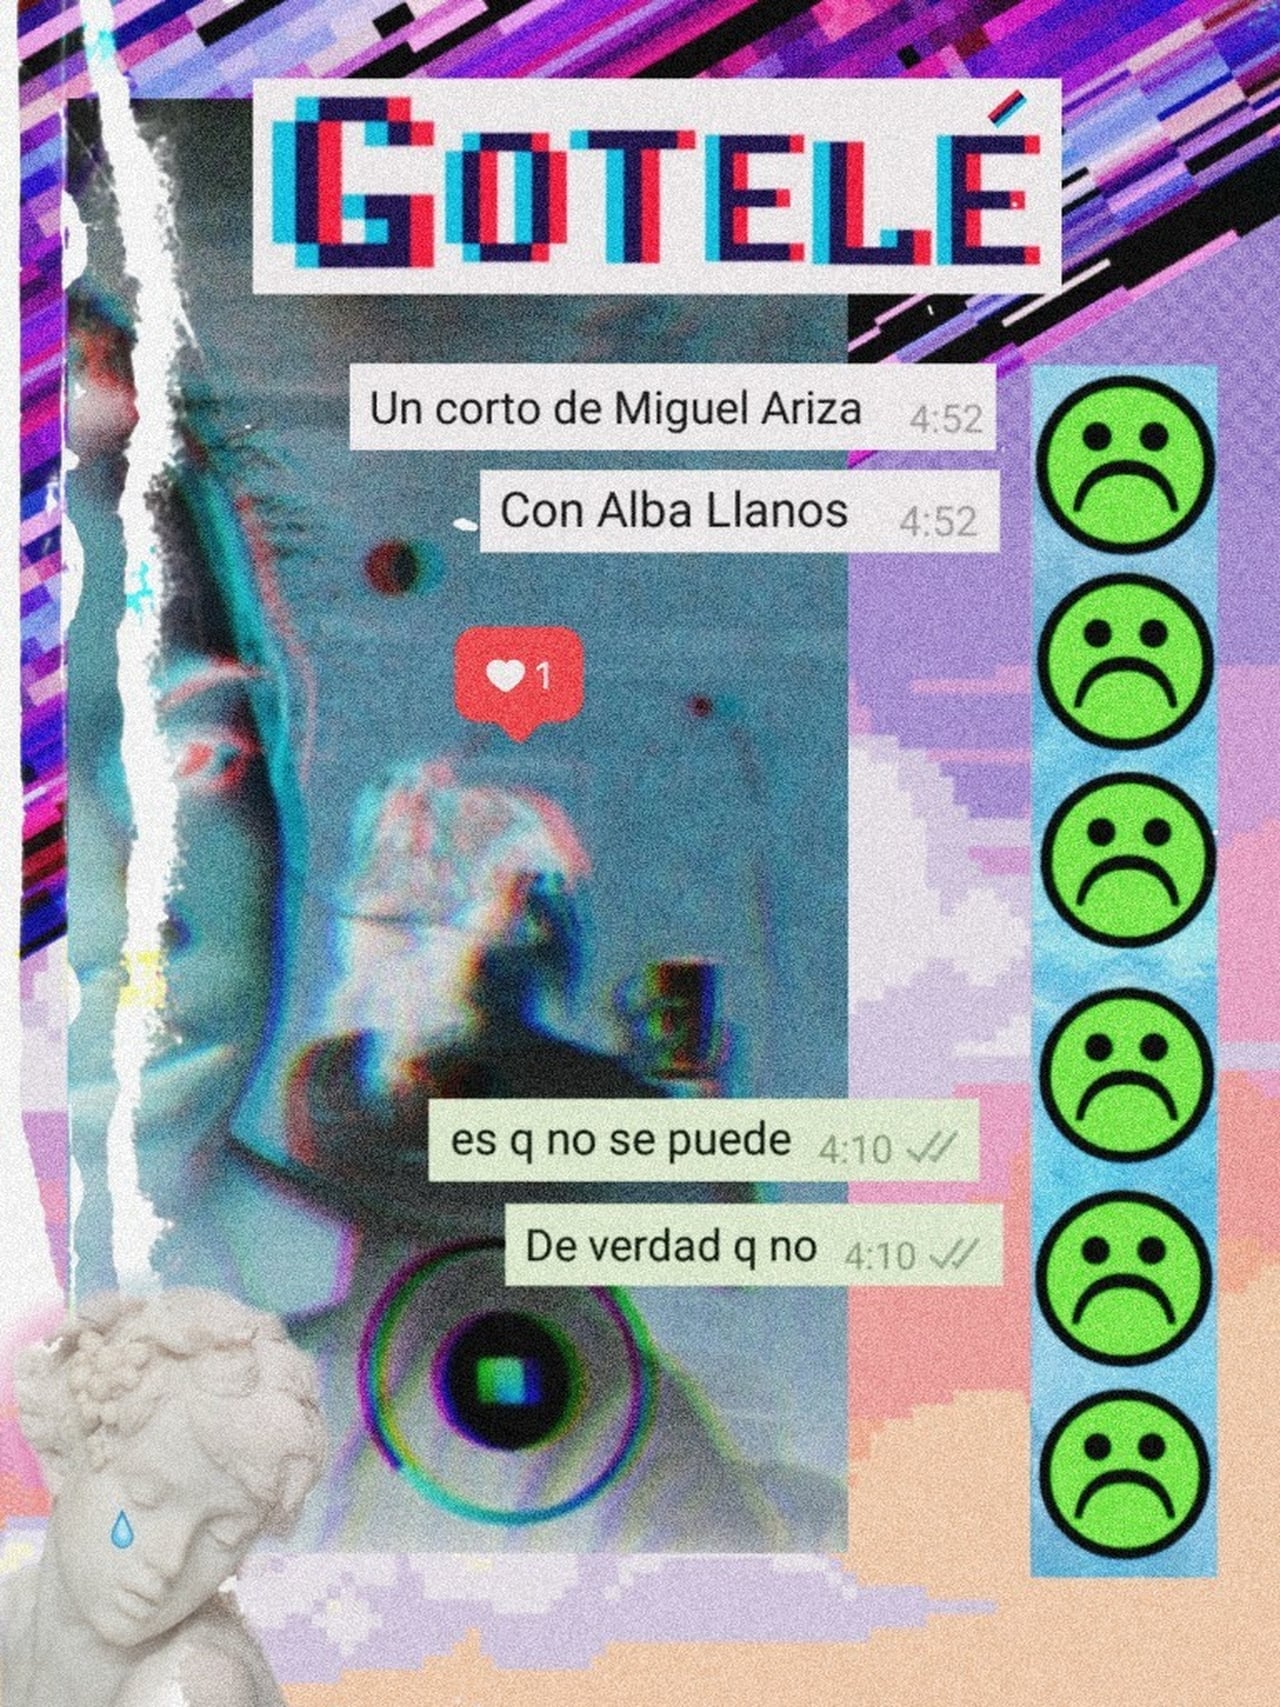 GOTELÉ
Un corto de Miguel Ariza 4:52
Con Alba Llanos 4:52
1
es q no se puede 4:10
De verdad q no 4:10